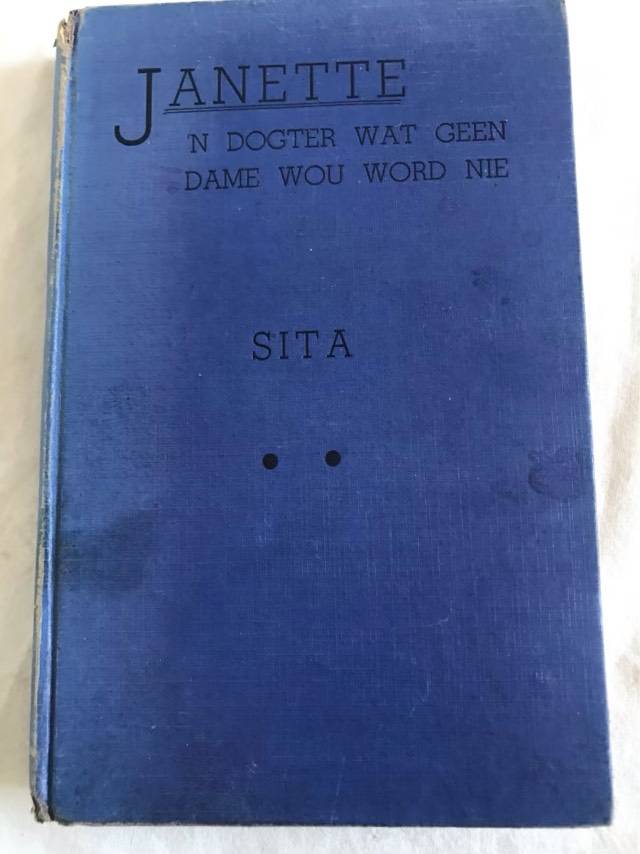 JANETTE
'N DOGTER WAT GEEN
DAME WOU WORD NIE
SITA